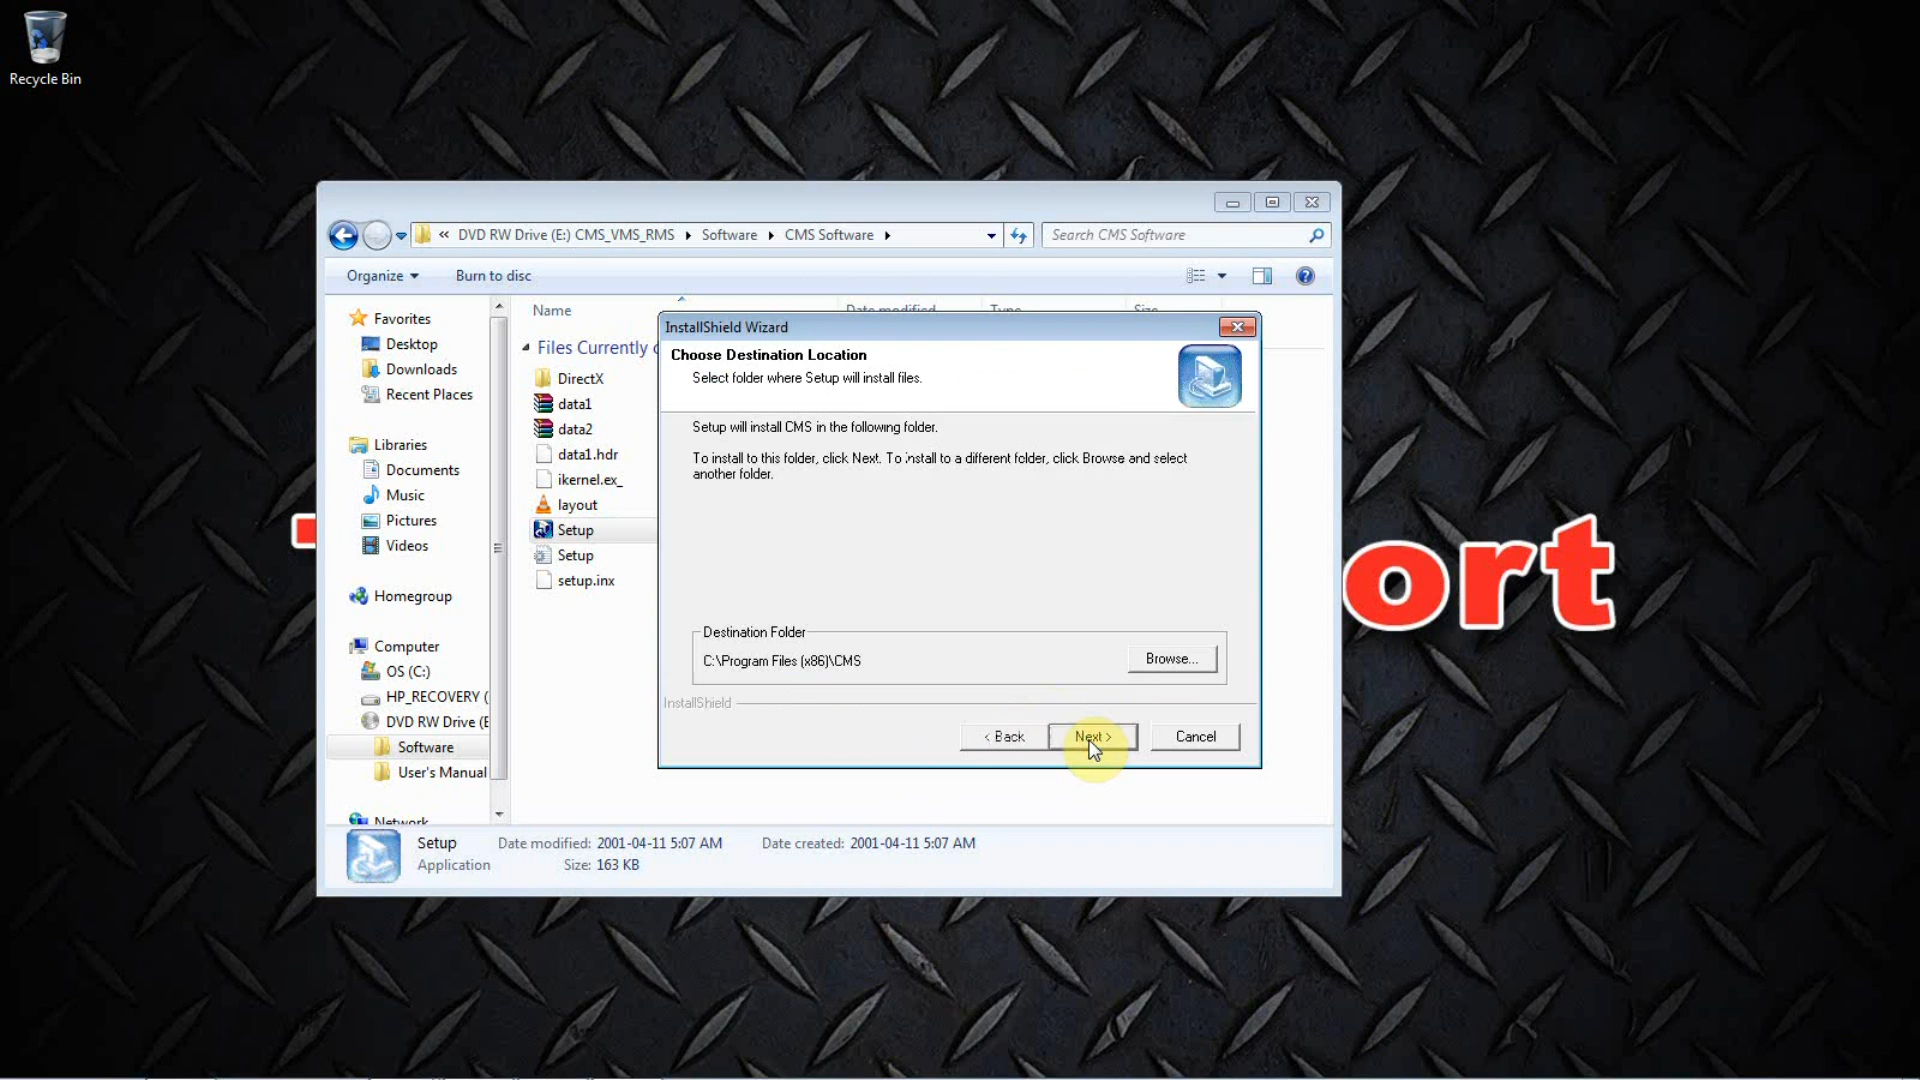 Recycle Bin
« DVD RW Drive (E:) CMS_VMS_RMS ▸ Software ▸ CMS Software ▸
Search CMS Software
Organize
Burn to disc
Favorites
Desktop
Downloads
Recent Places
Libraries
Documents
Music
Pictures
Videos
Homegroup
Computer
OS (C:)
HP_RECOVERY (
DVD RW Drive (E
Software
User's Manual
Network
Name
Date modified
Type
Size
Files Currently
DirectX
data1
data2
data1.hdr
ikernel.ex_
layout
Setup
Setup
setup.inx
InstallShield Wizard
Choose Destination Location
Select folder where Setup will install files.
Setup will install CMS in the following folder.
To install to this folder, click Next. To install to a different folder, click Browse and select
another folder.
Destination Folder
C:\Program Files (x86)\CMS
Browse...
InstallShield
< Back
Next >
Cancel
ort
Setup
Date modified: 2001-04-11 5:07 AM
Date created: 2001-04-11 5:07 AM
Application
Size: 163 KB